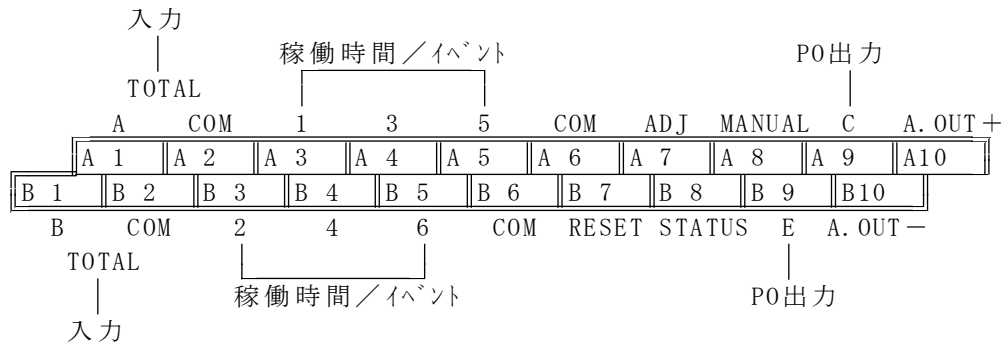 入力
稼働時間／ｲﾍﾞﾝﾄ PO出力
TOTAL
A COM 1 3 5 COM ADJ MANUAL C A.OUT＋
A 1 A 2 A 3 A 4 A 5 A 6 A 7 A 8 A 9 A10
B 1 B 2 B 3 B 4 B 5 B 6 B 7 B 8 B 9 B10
B COM 2 4 6 COM RESET STATUS E A.OUT－
TOTAL
稼働時間／ｲﾍﾞﾝﾄ PO出力
入力